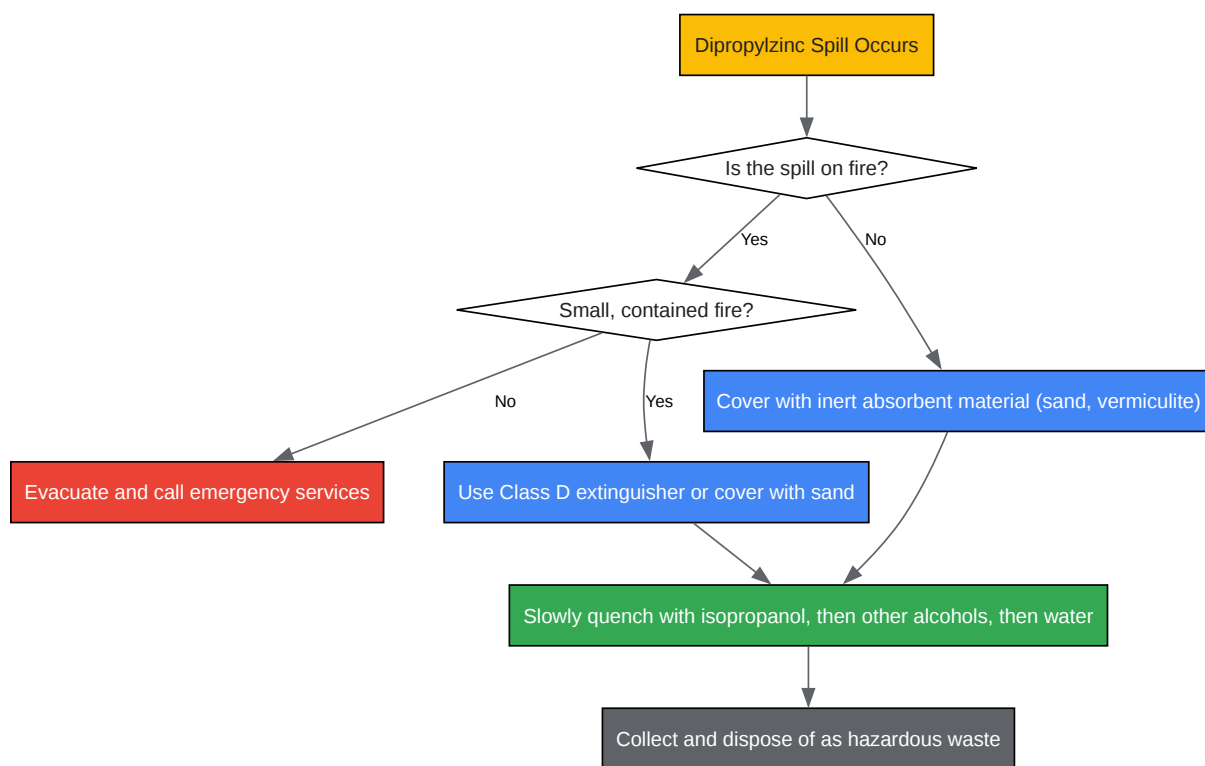 Dipropylzinc Spill Occurs
Is the spill on fire?
Yes
No
Small, contained fire?
No
Yes
Cover with inert absorbent material (sand, vermiculite)
Evacuate and call emergency services
Use Class D extinguisher or cover with sand
Slowly quench with isopropanol, then other alcohols, then water
Collect and dispose of as hazardous waste